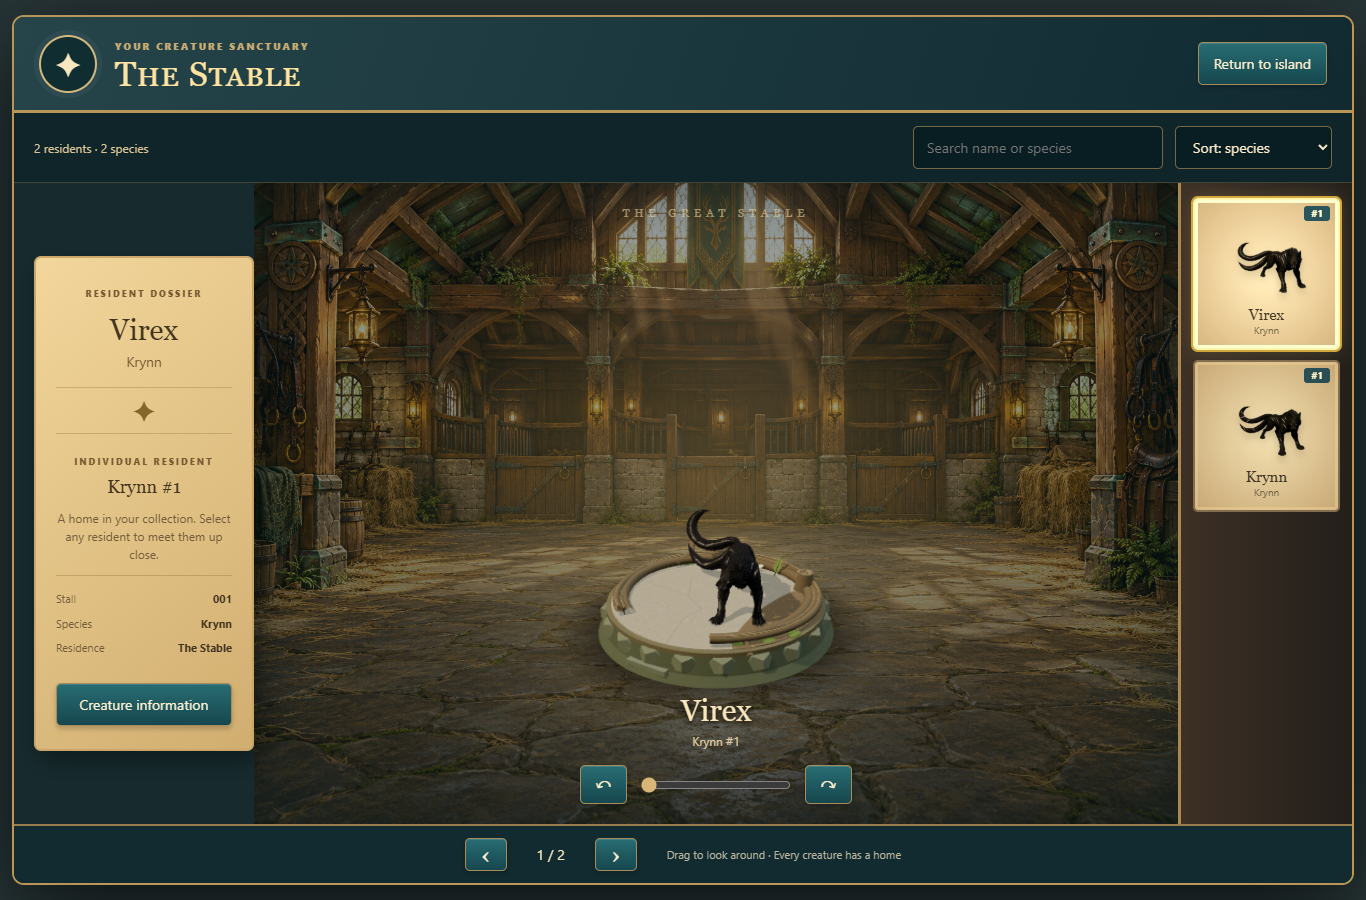 YOUR CREATURE SANCTUARY
THE STABLE
Return to island
2 residents · 2 species
Search name or species
Sort: species
THE GREAT STABLE
RESIDENT DOSSIER
Virex
Krynn
INDIVIDUAL RESIDENT
Krynn #1
A home in your collection. Select
any resident to meet them up
close.
Stall 001
Species Krynn
Residence The Stable
Creature information
Virex
Krynn #1
#1
Virex
Krynn
#1
Krynn
Krynn
1 / 2
Drag to look around · Every creature has a home